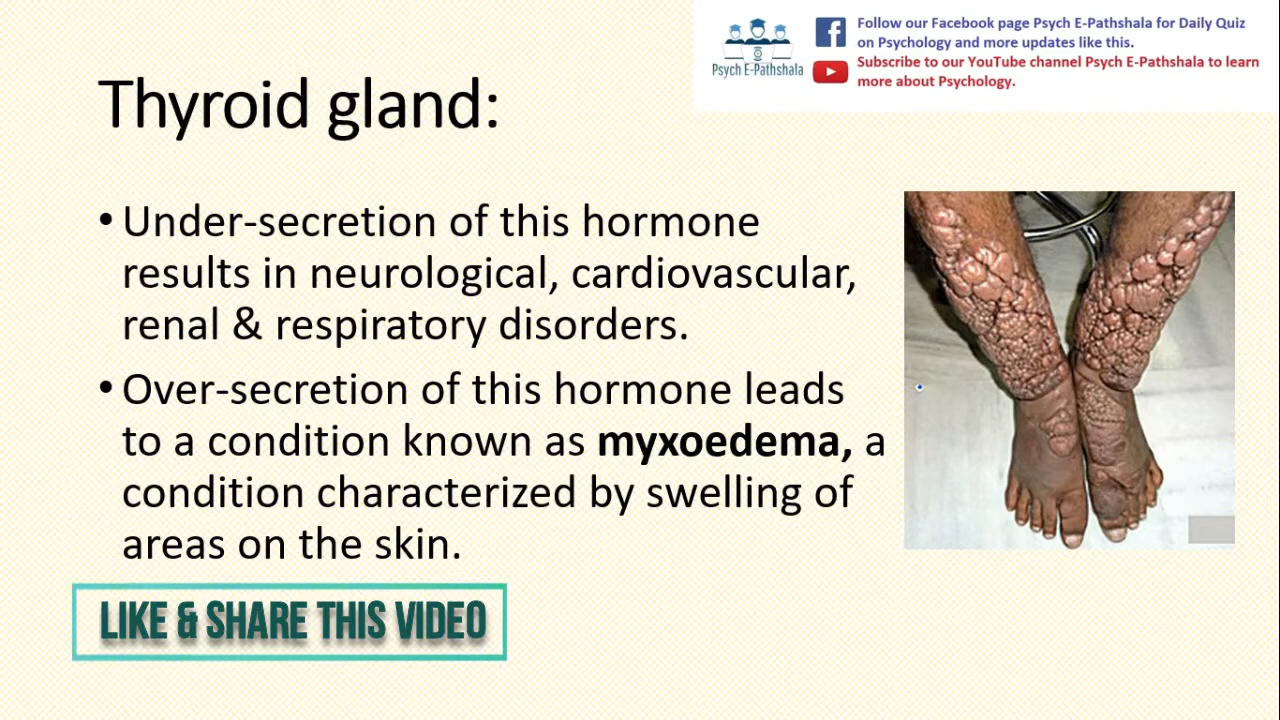 Psych E-Pathshala
Follow our Facebook page Psych E-Pathshala for Daily Quiz
on Psychology and more updates like this.
Subscribe to our YouTube channel Psych E-Pathshala to learn
more about Psychology.
Thyroid gland:
• Under-secretion of this hormone
results in neurological, cardiovascular,
renal & respiratory disorders.
• Over-secretion of this hormone leads
to a condition known as myxoedema, a
condition characterized by swelling of
areas on the skin.
LIKE & SHARE THIS VIDEO